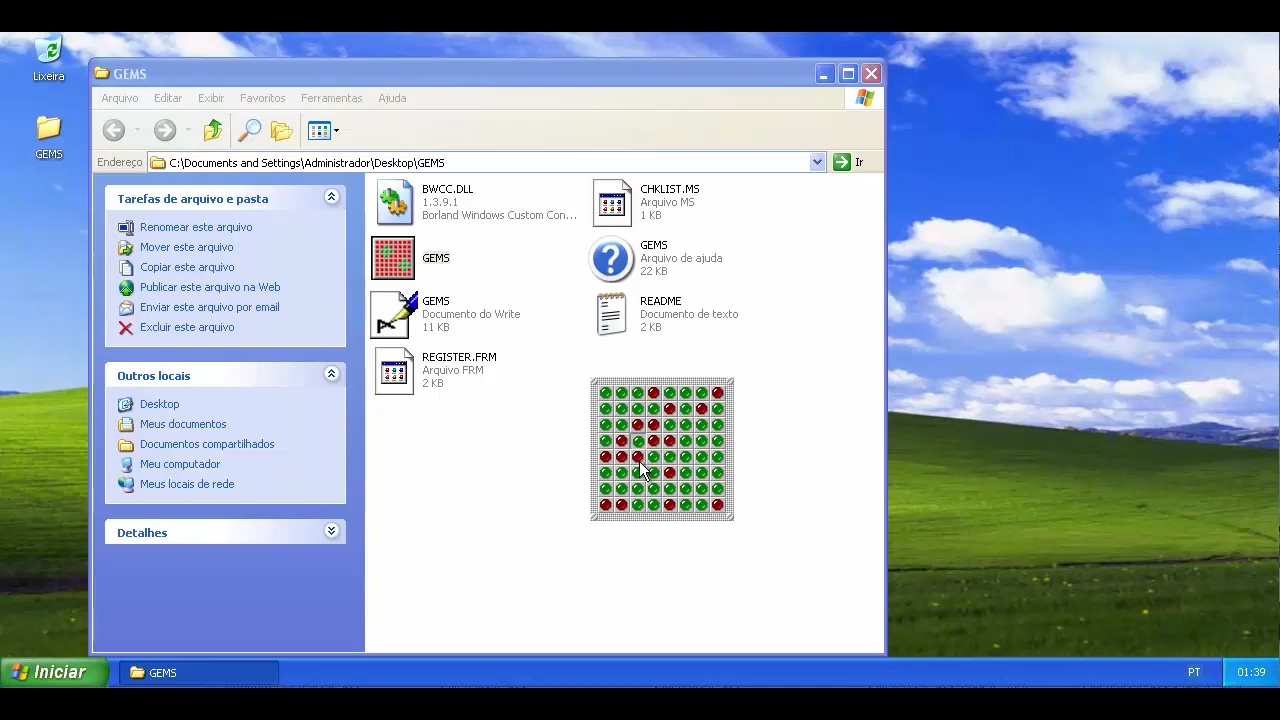 Lixeira
GEMS
GEMS
Arquivo Editar Exibir Favoritos Ferramentas Ajuda
Endereço C:\Documents and Settings\Administrador\Desktop\GEMS Ir
Tarefas de arquivo e pasta
Renomear este arquivo
Mover este arquivo
Copiar este arquivo
Publicar este arquivo na Web
Enviar este arquivo por email
Excluir este arquivo
Outros locais
Desktop
Meus documentos
Documentos compartilhados
Meu computador
Meus locais de rede
Detalhes
BWCC.DLL
1.3.9.1
Borland Windows Custom Con...
CHKLIST.MS
Arquivo MS
1 KB
GEMS
GEMS
Arquivo de ajuda
22 KB
GEMS
Documento do Write
11 KB
README
Documento de texto
2 KB
REGISTER.FRM
Arquivo FRM
2 KB
Iniciar
GEMS
PT
01:39